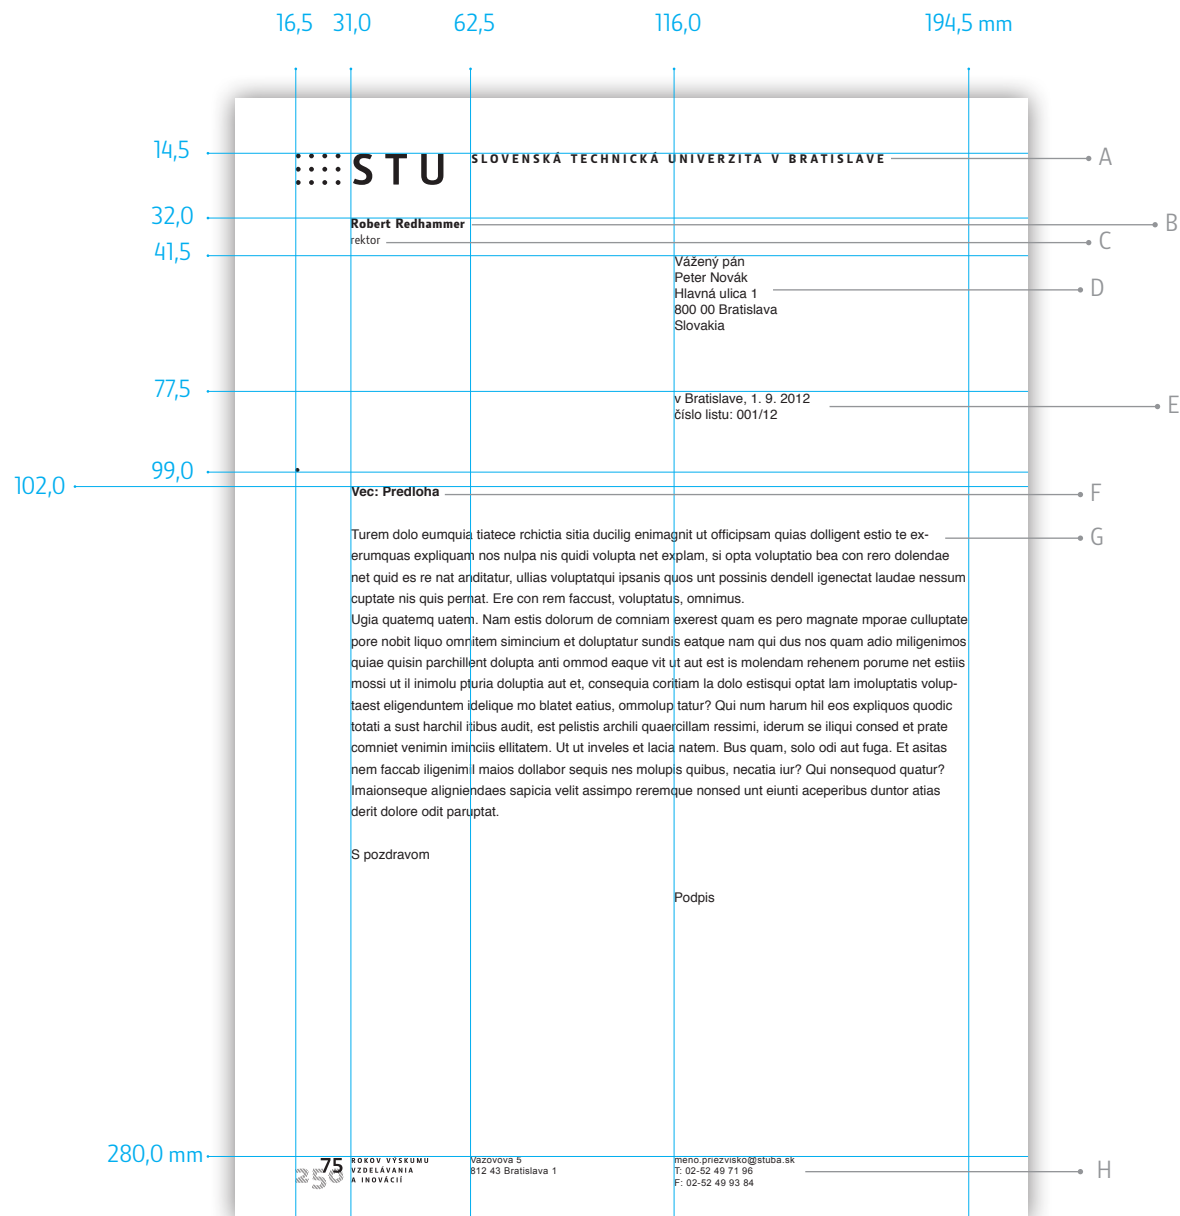 16,5 31,0 62,5 116,0 194,5 mm
14,5
STU SLOVENSKÁ TECHNICKÁ UNIVERZITA V BRATISLAVE A
32,0
Robert Redhammer B
rektor C
41,5
Vážený pán
Peter Novák
Hlavná ulica 1 D
800 00 Bratislava
Slovakia
77,5
v Bratislave, 1. 9. 2012 E
číslo listu: 001/12
99,0
102,0
Vec: Predloha F
Turem dolo eumquia tiatece rchictia sitia ducilig enimagnit ut officipsam quias dolligent estio te ex- G
erumquas expliquam nos nulpa nis quidi volupta net explam, si opta voluptatio bea con rero dolendae
net quid es re nat anditatur, ullias voluptatqui ipsanis quos unt possinis dendell igenectat laudae nessum
cuptate nis quis pernat. Ere con rem faccust, voluptatus, omnimus.
Ugia quatemq uatem. Nam estis dolorum de comniam exerest quam es pero magnate mporae culluptate
pore nobit liquo omnitem simincium et doluptatur sundis eatque nam qui dus nos quam adio miligenimos
quiae quisin parchillent dolupta anti ommod eaque vit ut aut est is molendam rehenem porume net estiis
mossi ut il inimolu pturia doluptia aut et, consequia coritiam la dolo estisqui optat lam imoluptatis volup-
taest eligenduntem idelique mo blatet eatius, ommolup tatur? Qui num harum hil eos expliquos quodic
totati a sust harchil itibus audit, est pelistis archili quaercillam ressimi, iderum se iliqui consed et prate
comniet venimin iminciis ellitatem. Ut ut inveles et lacia natem. Bus quam, solo odi aut fuga. Et asitas
nem faccab iligenimil maios dollabor sequis nes molupis quibus, necatia iur? Qui nonsequod quatur?
Imaionseque aligniendaes sapicia velit assimpo reremque nonsed unt eiunti aceperibus duntor atias
derit dolore odit paruptat.
S pozdravom
Podpis
280,0 mm
75 ROKOV VÝSKUMU Vazovova 5 meno.priezvisko@stuba.sk
250 VZDELÁVANIA 812 43 Bratislava 1 T: 02-52 49 71 96 H
A INOVÁCIÍ F: 02-52 49 93 84